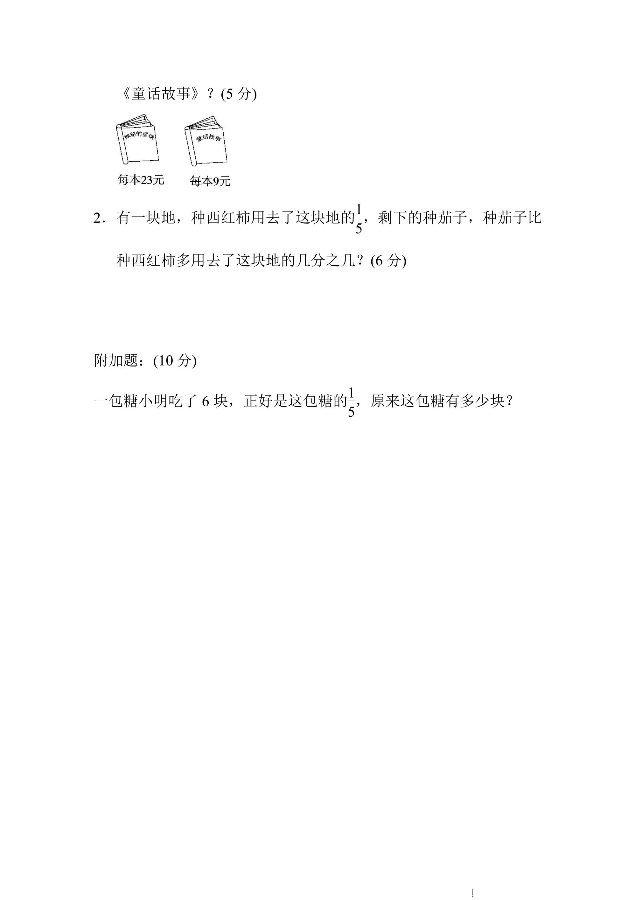 《童话故事》？(5 分)
童话故事
每本23元 每本9元
2．有一块地，种西红柿用去了这块地的1/5，剩下的种茄子，种茄子比
种西红柿多用去了这块地的几分之几？(6 分)
附加题：(10 分)
一包糖小明吃了 6 块，正好是这包糖的1/5，原来这包糖有多少块？